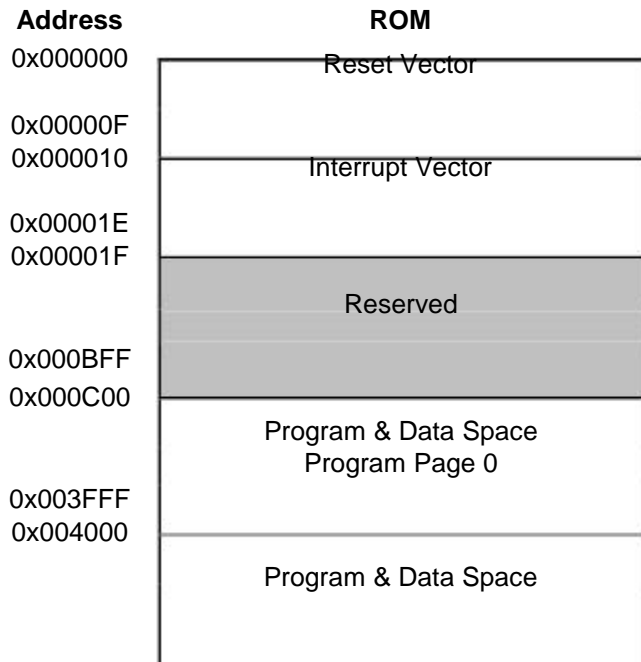 Address ROM
0x000000 Reset Vector
0x00000F
0x000010 Interrupt Vector
0x00001E
0x00001F
Reserved
0x000BFF
0x000C00
Program & Data Space
Program Page 0
0x003FFF
0x004000
Program & Data Space